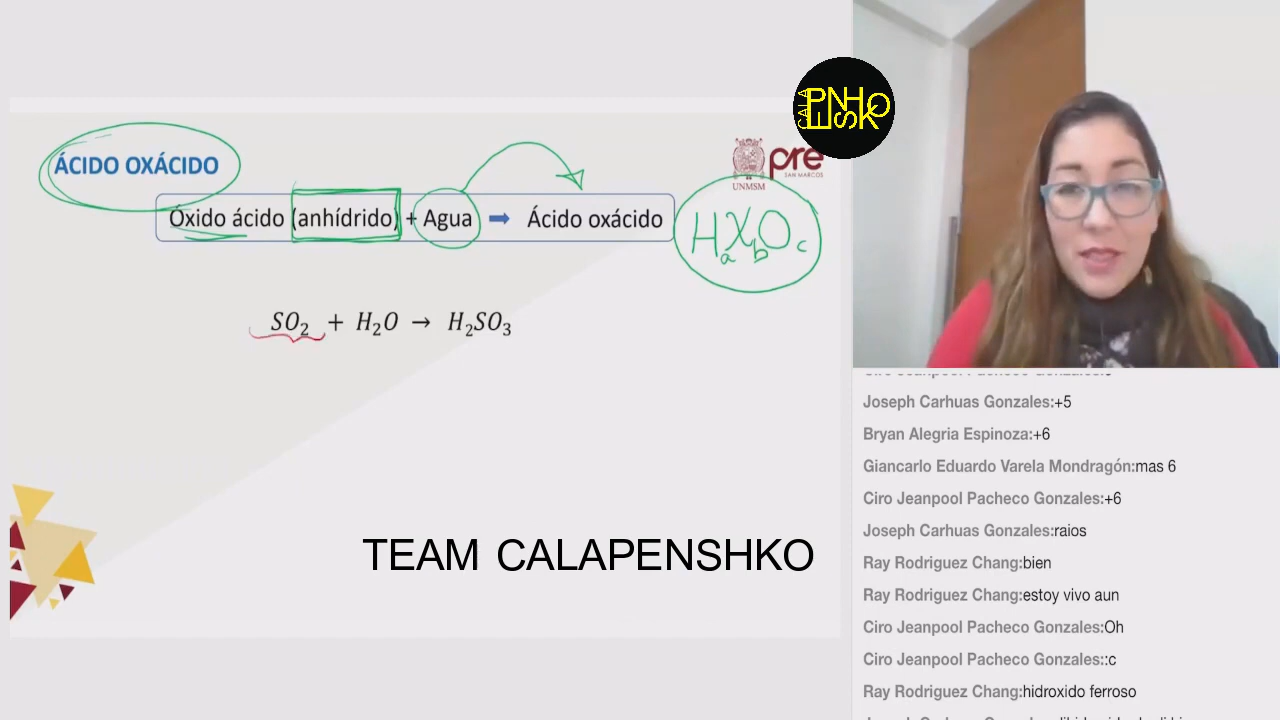 ÁCIDO OXÁCIDO
pre
SAN MARCOS
UNMSM
CALA
PENSHKO
Óxido ácido (anhídrido) + Agua ➡ Ácido oxácido
HaXbOc
SO₂ + H₂O → H₂SO₃
TEAM CALAPENSHKO
Joseph Carhuas Gonzales:+5
Bryan Alegria Espinoza:+6
Giancarlo Eduardo Varela Mondragón:mas 6
Ciro Jeanpool Pacheco Gonzales:+6
Joseph Carhuas Gonzales:raios
Ray Rodriguez Chang:bien
Ray Rodriguez Chang:estoy vivo aun
Ciro Jeanpool Pacheco Gonzales:Oh
Ciro Jeanpool Pacheco Gonzales::c
Ray Rodriguez Chang:hidroxido ferroso